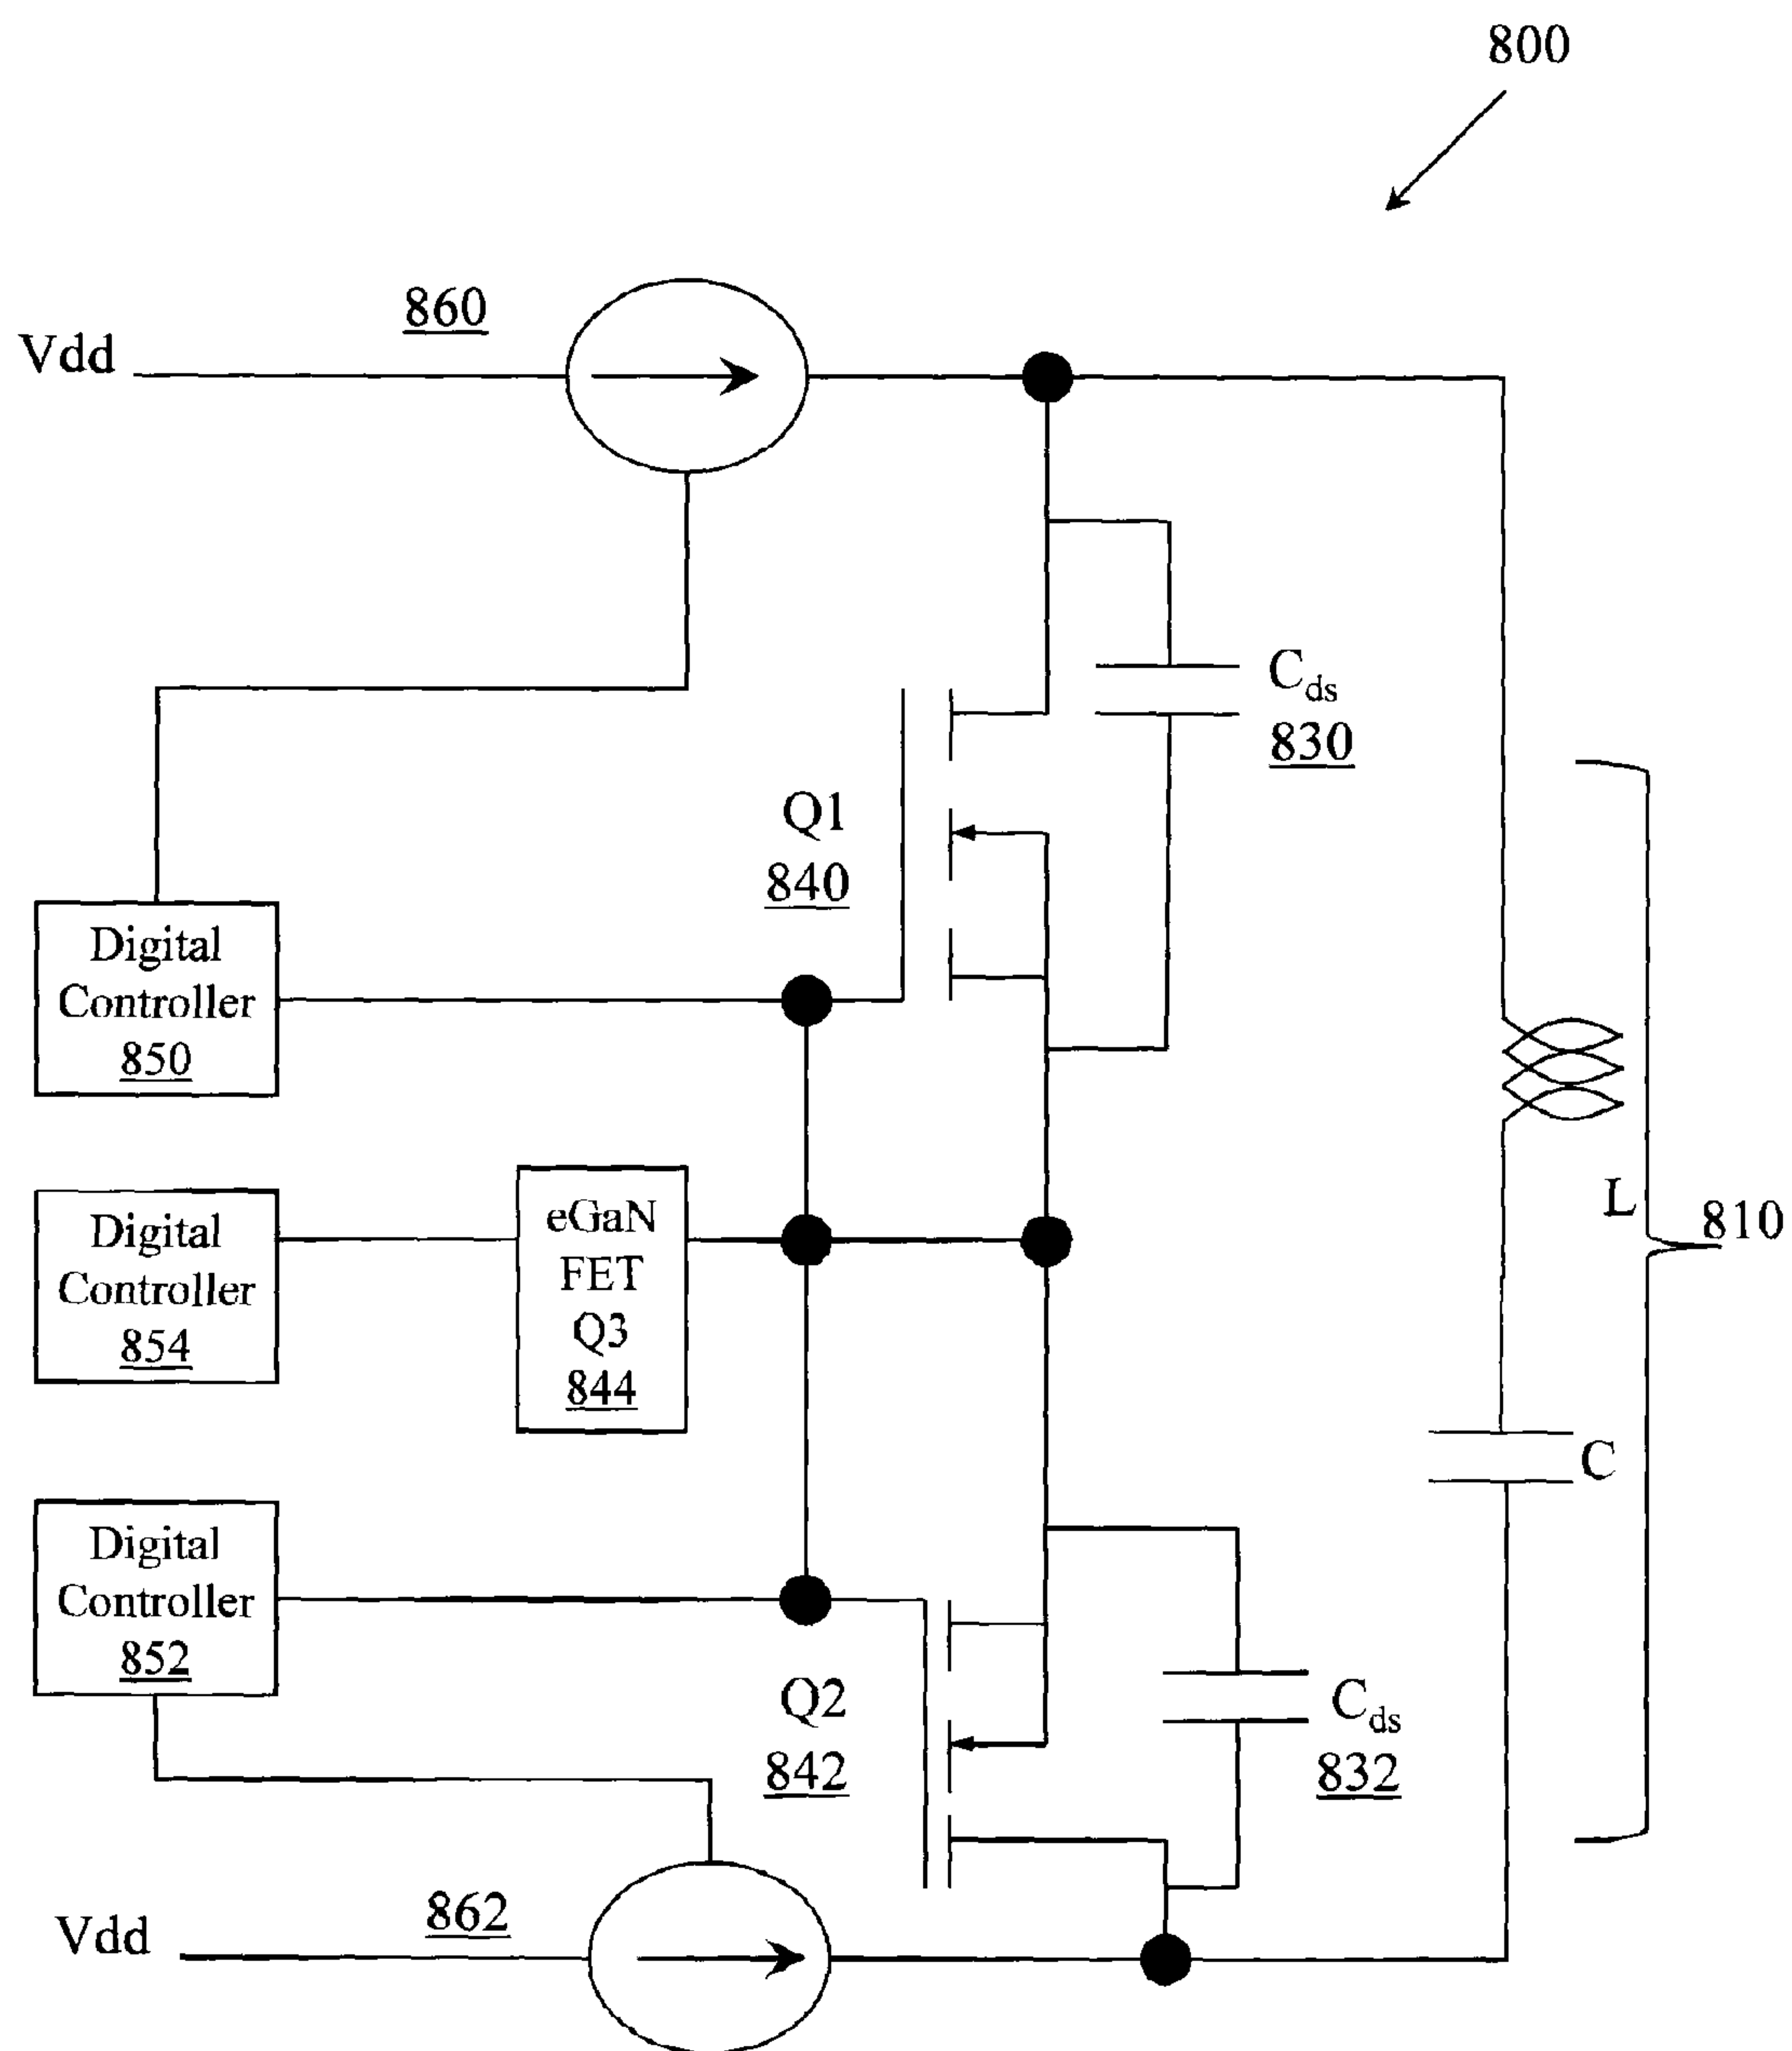 800
860
Vdd
Cds
830
Q1
840
Digital
Controller
850
Digital
Controller
854
eGaN
FET
Q3
844
L
810
C
Digital
Controller
852
Q2
842
Cds
832
862
Vdd